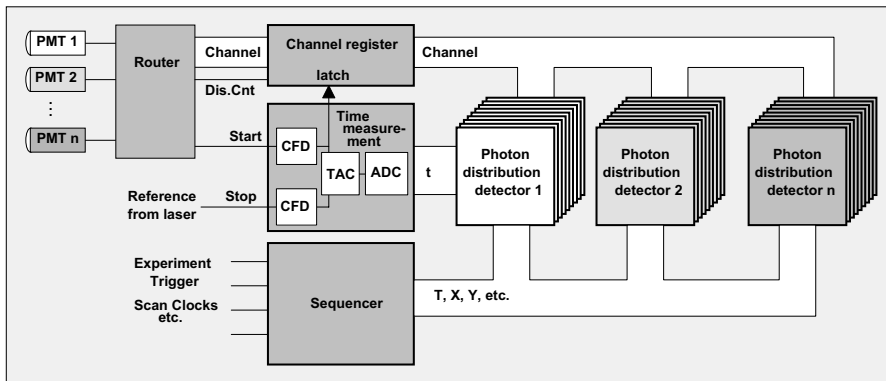 PMT 1
PMT 2
⋮
PMT n
Router
Channel
Dis.Cnt
Start
Channel register
latch
Channel
Time
measure-
ment
CFD
TAC
ADC
CFD
t
Reference
from laser
Stop
Photon
distribution
detector 1
Photon
distribution
detector 2
Photon
distribution
detector n
Experiment
Trigger
Scan Clocks
etc.
Sequencer
T, X, Y, etc.